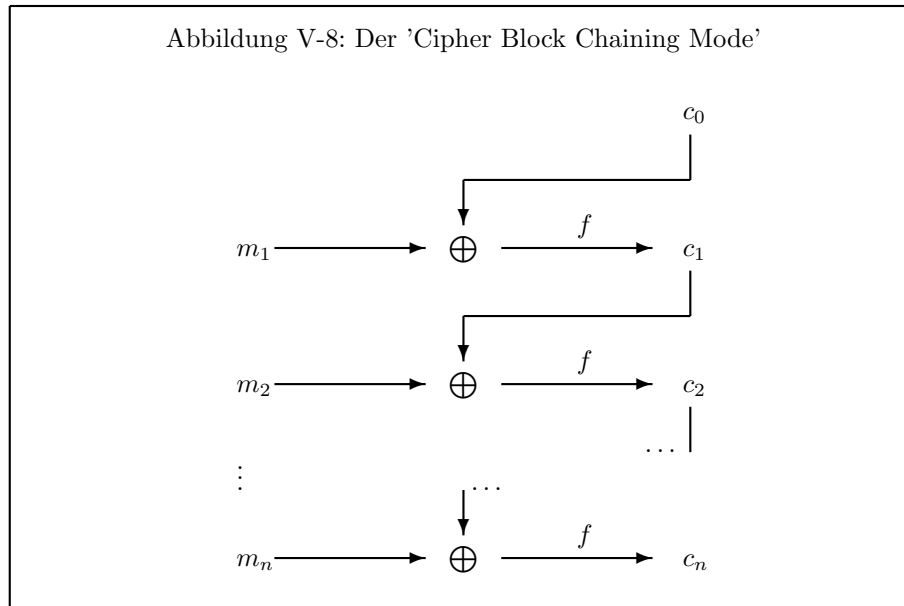 Abbildung V-8: Der 'Cipher Block Chaining Mode'
c₀
m₁ ⊕ f c₁
m₂ ⊕ f c₂
⋮ … …
mₙ ⊕ f cₙ